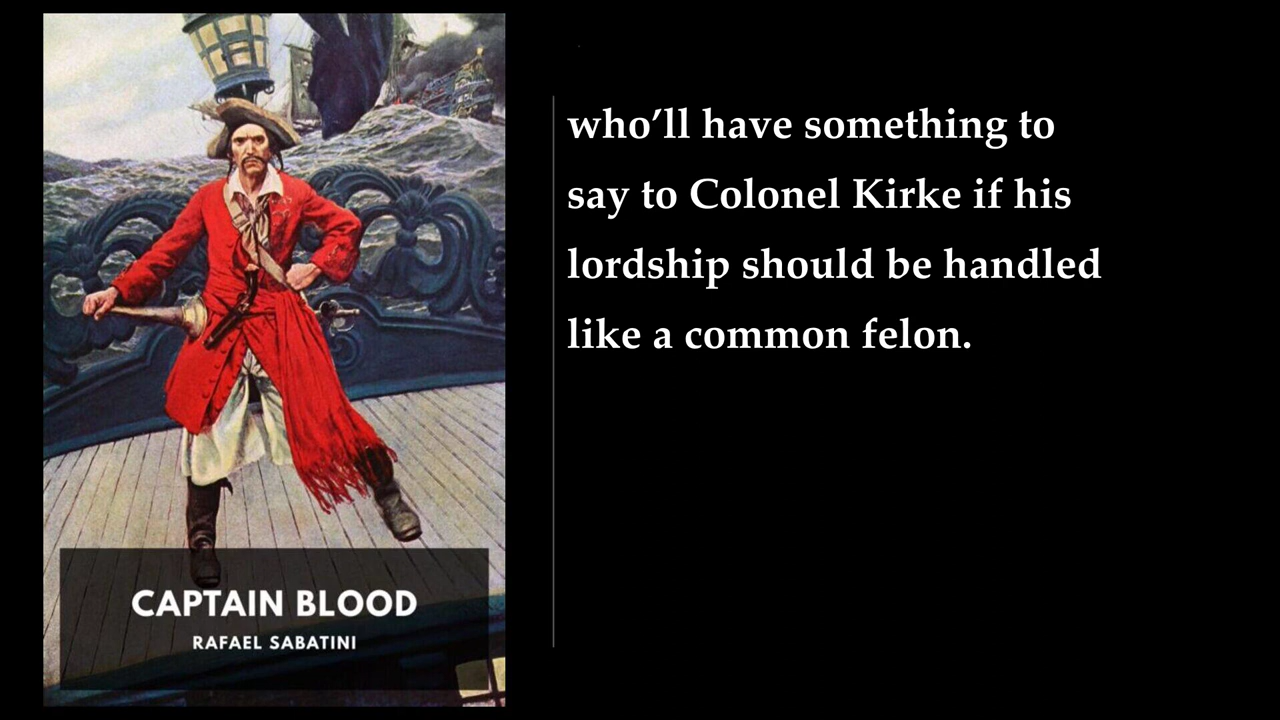 who’ll have something to
say to Colonel Kirke if his
lordship should be handled
like a common felon.
CAPTAIN BLOOD
RAFAEL SABATINI